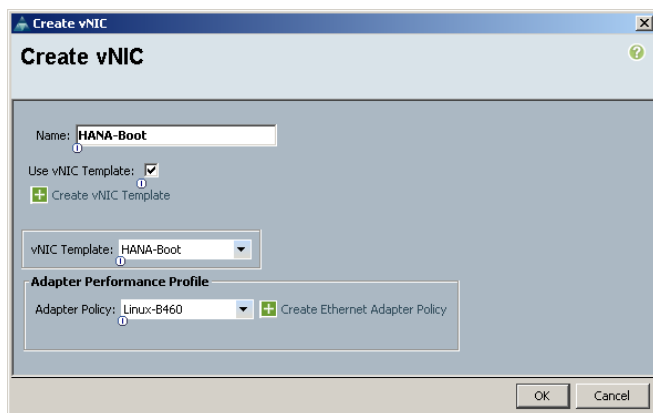 Create vNIC
Create vNIC
Name: HANA-Boot
Use vNIC Template:
Create vNIC Template
vNIC Template: HANA-Boot
Adapter Performance Profile
Adapter Policy: Linux-B460 Create Ethernet Adapter Policy
OK Cancel